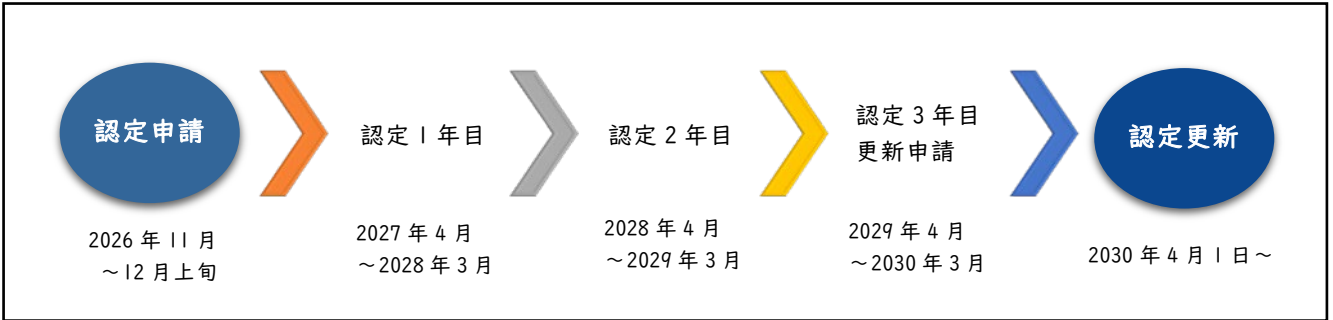 認定申請
認定1年目
認定2年目
認定3年目
更新申請
認定更新
2026年11月
～12月上旬
2027年4月
～2028年3月
2028年4月
～2029年3月
2029年4月
～2030年3月
2030年4月1日～